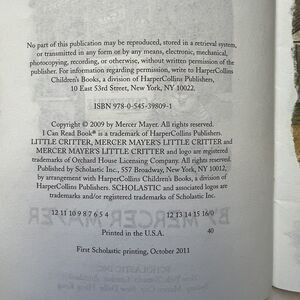 No part of this publication may be reproduced, stored in a retrieval system,
or transmitted in any form or by any means, electronic, mechanical,
photocopying, recording, or otherwise, without written permission of the
publisher. For information regarding permission, write to HarperCollins
Children's Books, a division of HarperCollins Publishers,
10 East 53rd Street, New York, NY 10022.
ISBN 978-0-545-39809-1
Copyright © 2009 by Mercer Mayer. All rights reserved.
I Can Read Book® is a trademark of HarperCollins Publishers.
LITTLE CRITTER, MERCER MAYER'S LITTLE CRITTER and
MERCER MAYER'S LITTLE CRITTER and logo are registered
trademarks of Orchard House Licensing Company. All rights reserved.
Published by Scholastic Inc., 557 Broadway, New York, NY 10012,
by arrangement with HarperCollins Children's Books, a division of
HarperCollins Publishers. SCHOLASTIC and associated logos are
trademarks and/or registered trademarks of Scholastic Inc.
12 11 10 9 8 7 6 5 4 12 13 14 15 16/0
Printed in the U.S.A. 40
First Scholastic printing, October 2011
BY MERCER MAYER
SCHOLASTIC INC.